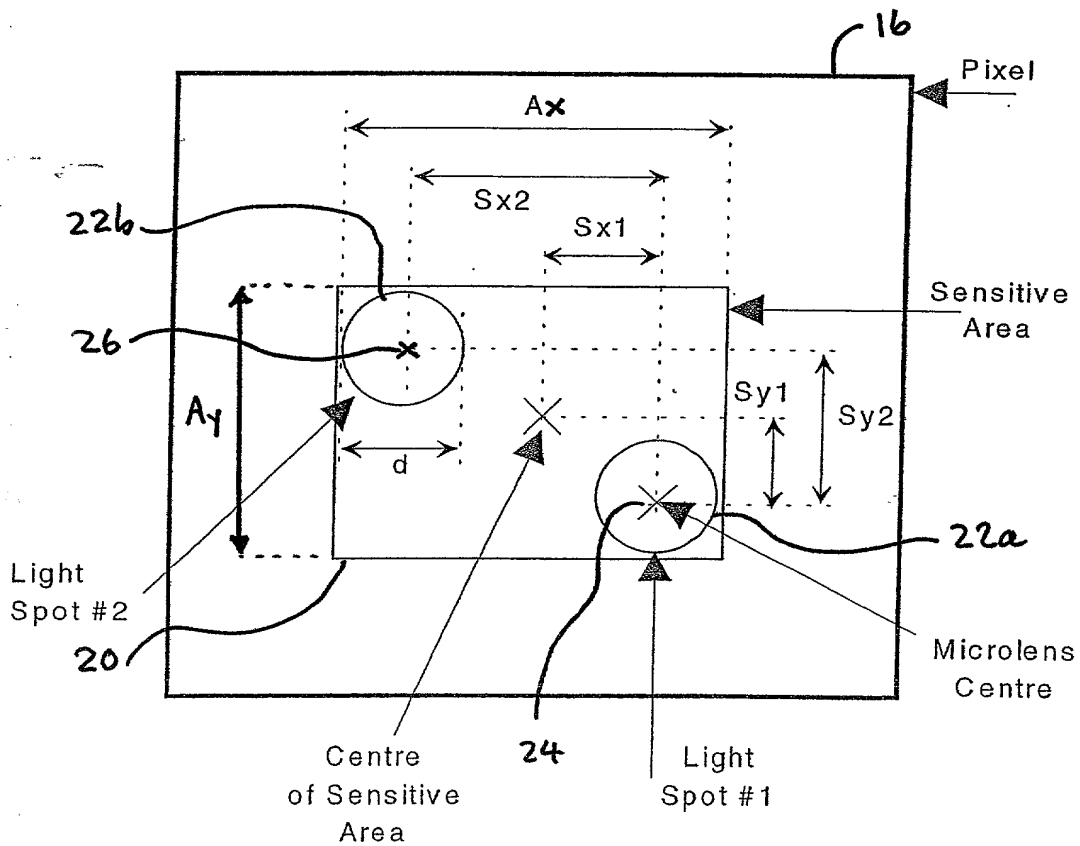 16
Pixel
Ax
Sx2
Sx1
22b
Sensitive
Area
26
Sy1
Sy2
Ay
d
22a
Light
Spot #2
20
Microlens
Centre
24
Centre
of Sensitive
Area
Light
Spot #1